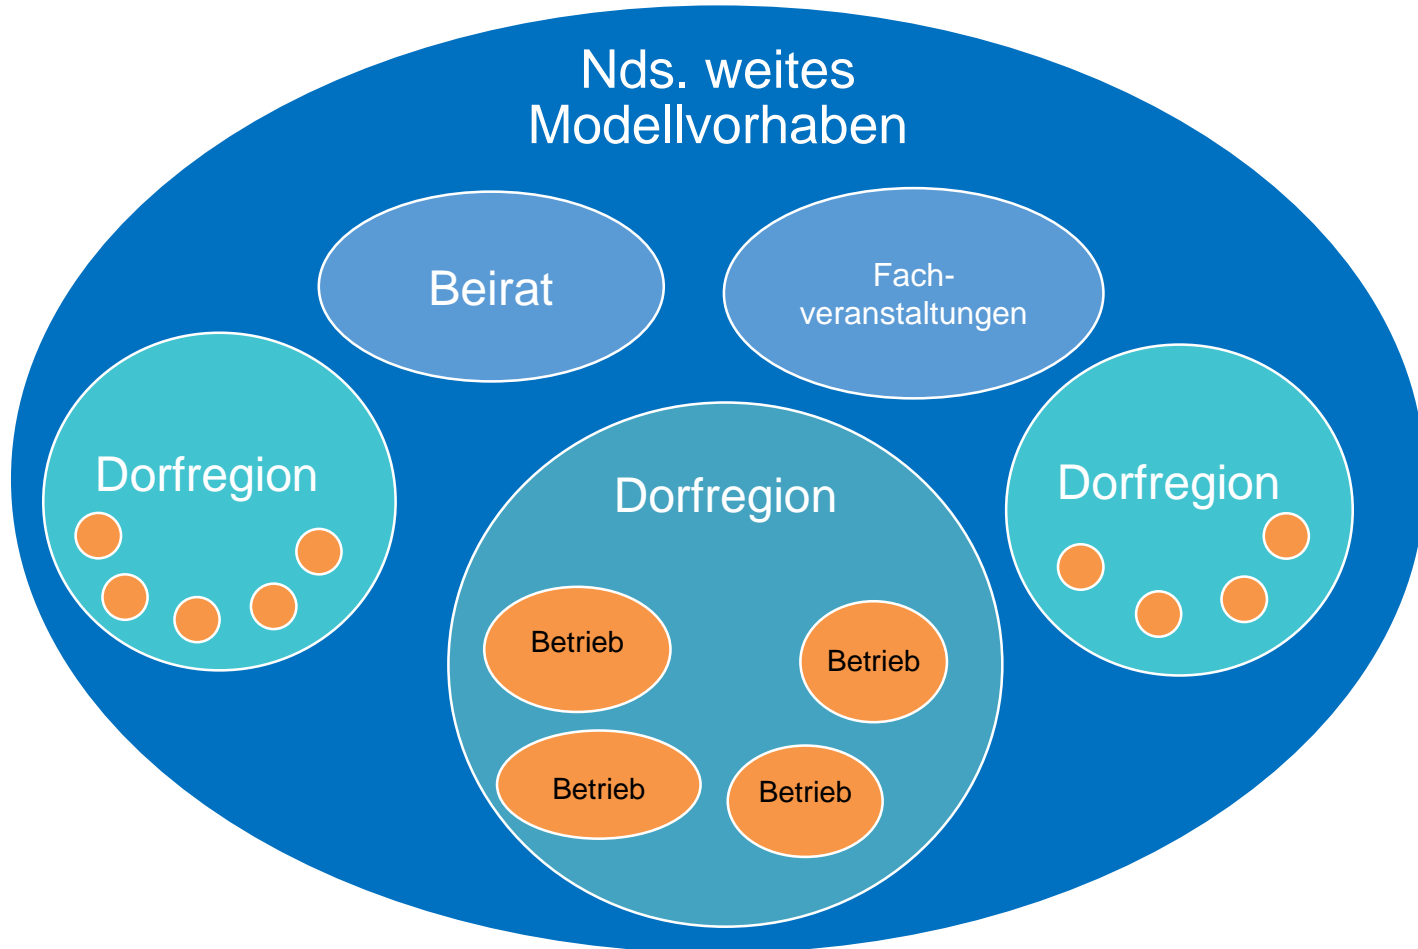 Nds. weites
Modellvorhaben
Beirat
Fach-
veranstaltungen
Dorfregion
Dorfregion
Dorfregion
Betrieb
Betrieb
Betrieb
Betrieb